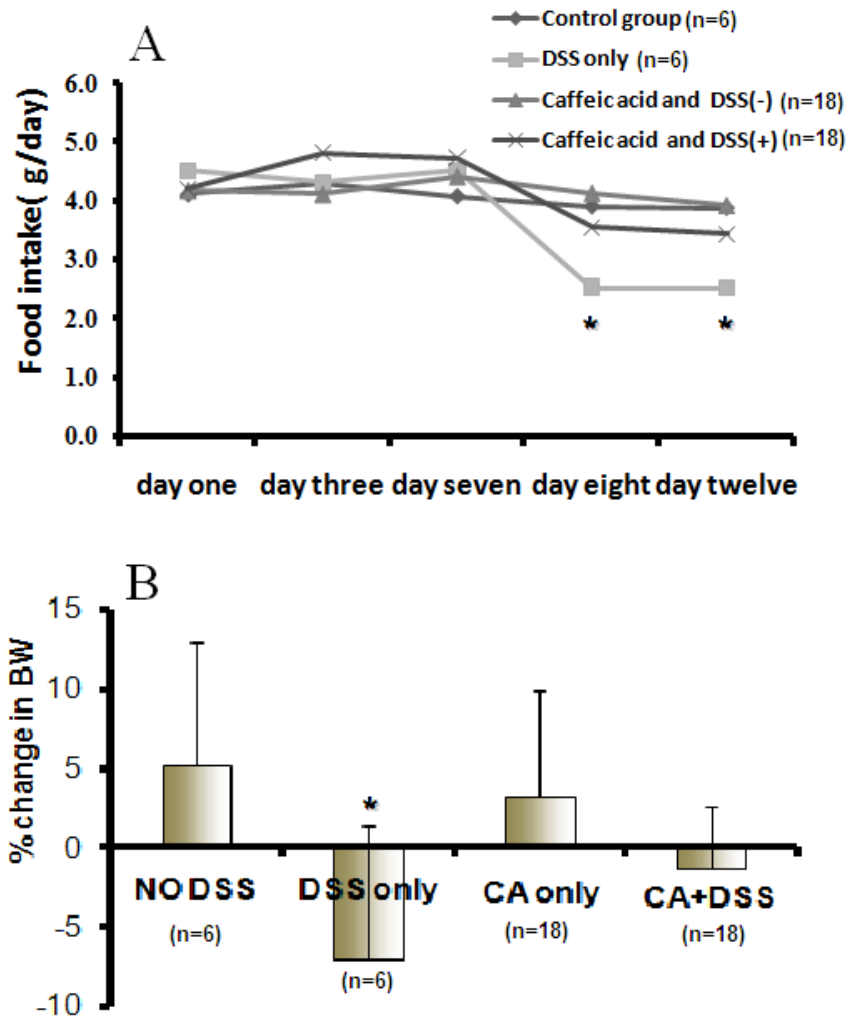 A
Control group (n=6)
DSS only (n=6)
Caffeic acid and DSS(-) (n=18)
Caffeic acid and DSS(+) (n=18)
Food intake( g/day)
6.0
5.0
4.0
3.0
2.0
1.0
0.0
*
*
day one day three day seven day eight day twelve
B
% change in BW
15
10
5
0
-5
-10
*
NO DSS DSS only CA only CA+DSS
(n=6) (n=6) (n=18) (n=18)